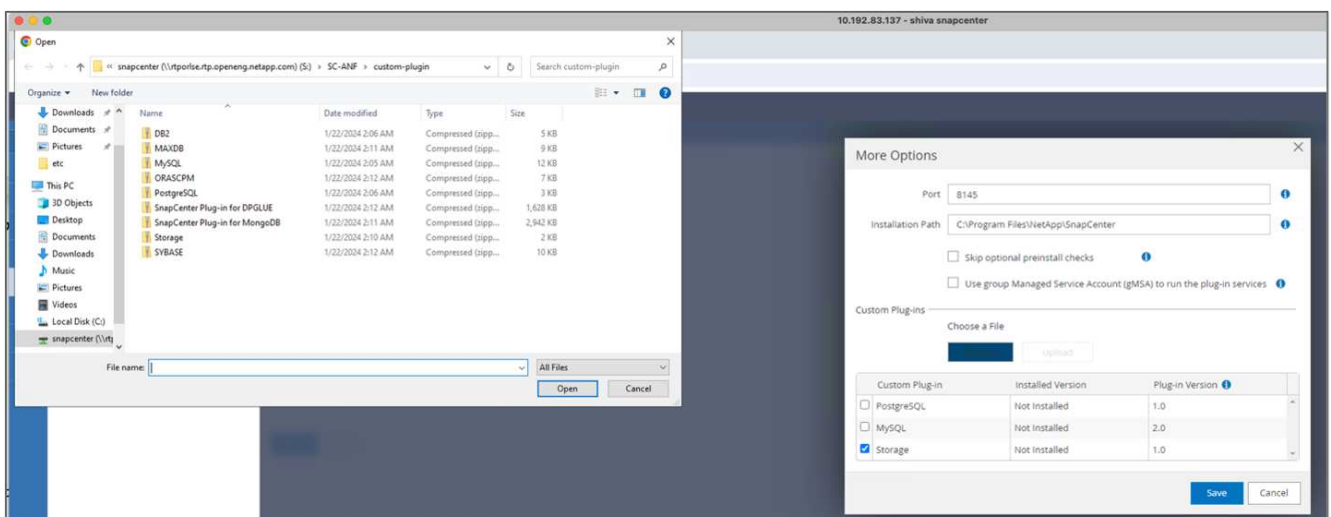 10.192.83.137 - shiva snapcenter
Open
« snapcenter (\\rtporlse.rtp.openeng.netapp.com) (S:) > SC-ANF > custom-plugin
Search custom-plugin
Organize
New folder
Downloads
Documents
Pictures
etc
This PC
3D Objects
Desktop
Documents
Downloads
Music
Pictures
Videos
Local Disk (C:)
snapcenter (\\rtp
Name Date modified Type Size
DB2 1/22/2024 2:06 AM Compressed (zipp... 5 KB
MAXDB 1/22/2024 2:11 AM Compressed (zipp... 9 KB
MySQL 1/22/2024 2:05 AM Compressed (zipp... 12 KB
ORASCPM 1/22/2024 2:12 AM Compressed (zipp... 7 KB
PostgreSQL 1/22/2024 2:06 AM Compressed (zipp... 3 KB
SnapCenter Plug-in for DPGLUE 1/22/2024 2:12 AM Compressed (zipp... 1,628 KB
SnapCenter Plug-in for MongoDB 1/22/2024 2:11 AM Compressed (zipp... 2,942 KB
Storage 1/22/2024 2:10 AM Compressed (zipp... 2 KB
SYBASE 1/22/2024 2:12 AM Compressed (zipp... 10 KB
File name:
All Files
Open
Cancel
More Options
Port 8145
Installation Path C:\Program Files\NetApp\SnapCenter
Skip optional preinstall checks
Use group Managed Service Account (gMSA) to run the plug-in services
Custom Plug-ins
Choose a File
Upload
Custom Plug-in Installed Version Plug-in Version
PostgreSQL Not Installed 1.0
MySQL Not Installed 2.0
Storage Not Installed 1.0
Save
Cancel